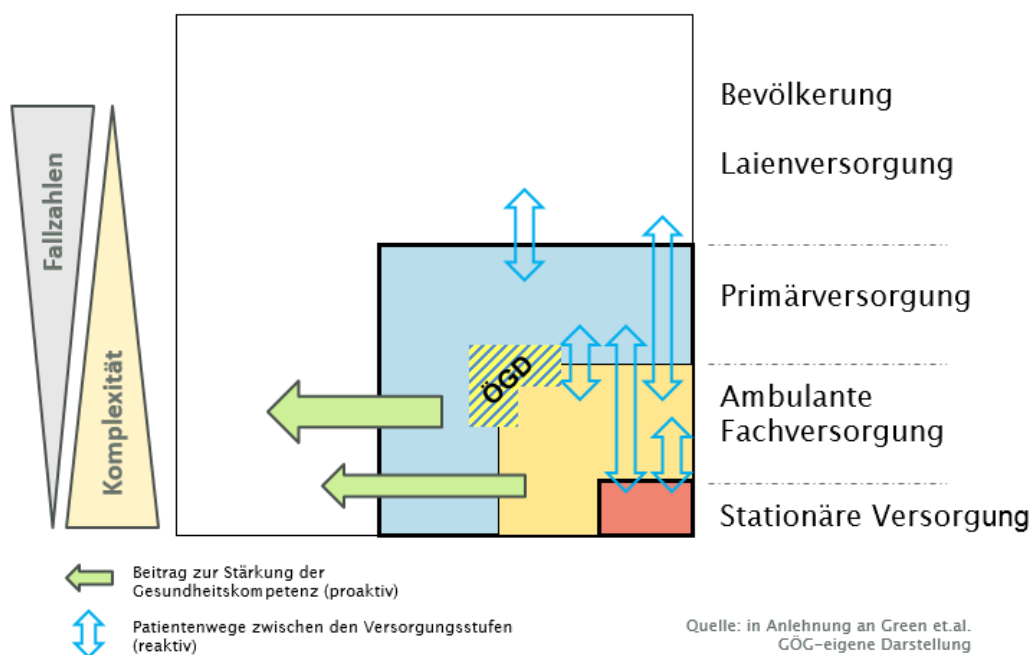 Bevölkerung
Laienversorgung
Fallzahlen
Komplexität
Primärversorgung
ÖGD
Ambulante
Fachversorgung
Stationäre Versorgung
Beitrag zur Stärkung der
Gesundheitskompetenz (proaktiv)
Patientenwege zwischen den Versorgungsstufen
(reaktiv)
Quelle: in Anlehnung an Green et.al.
GÖG-eigene Darstellung